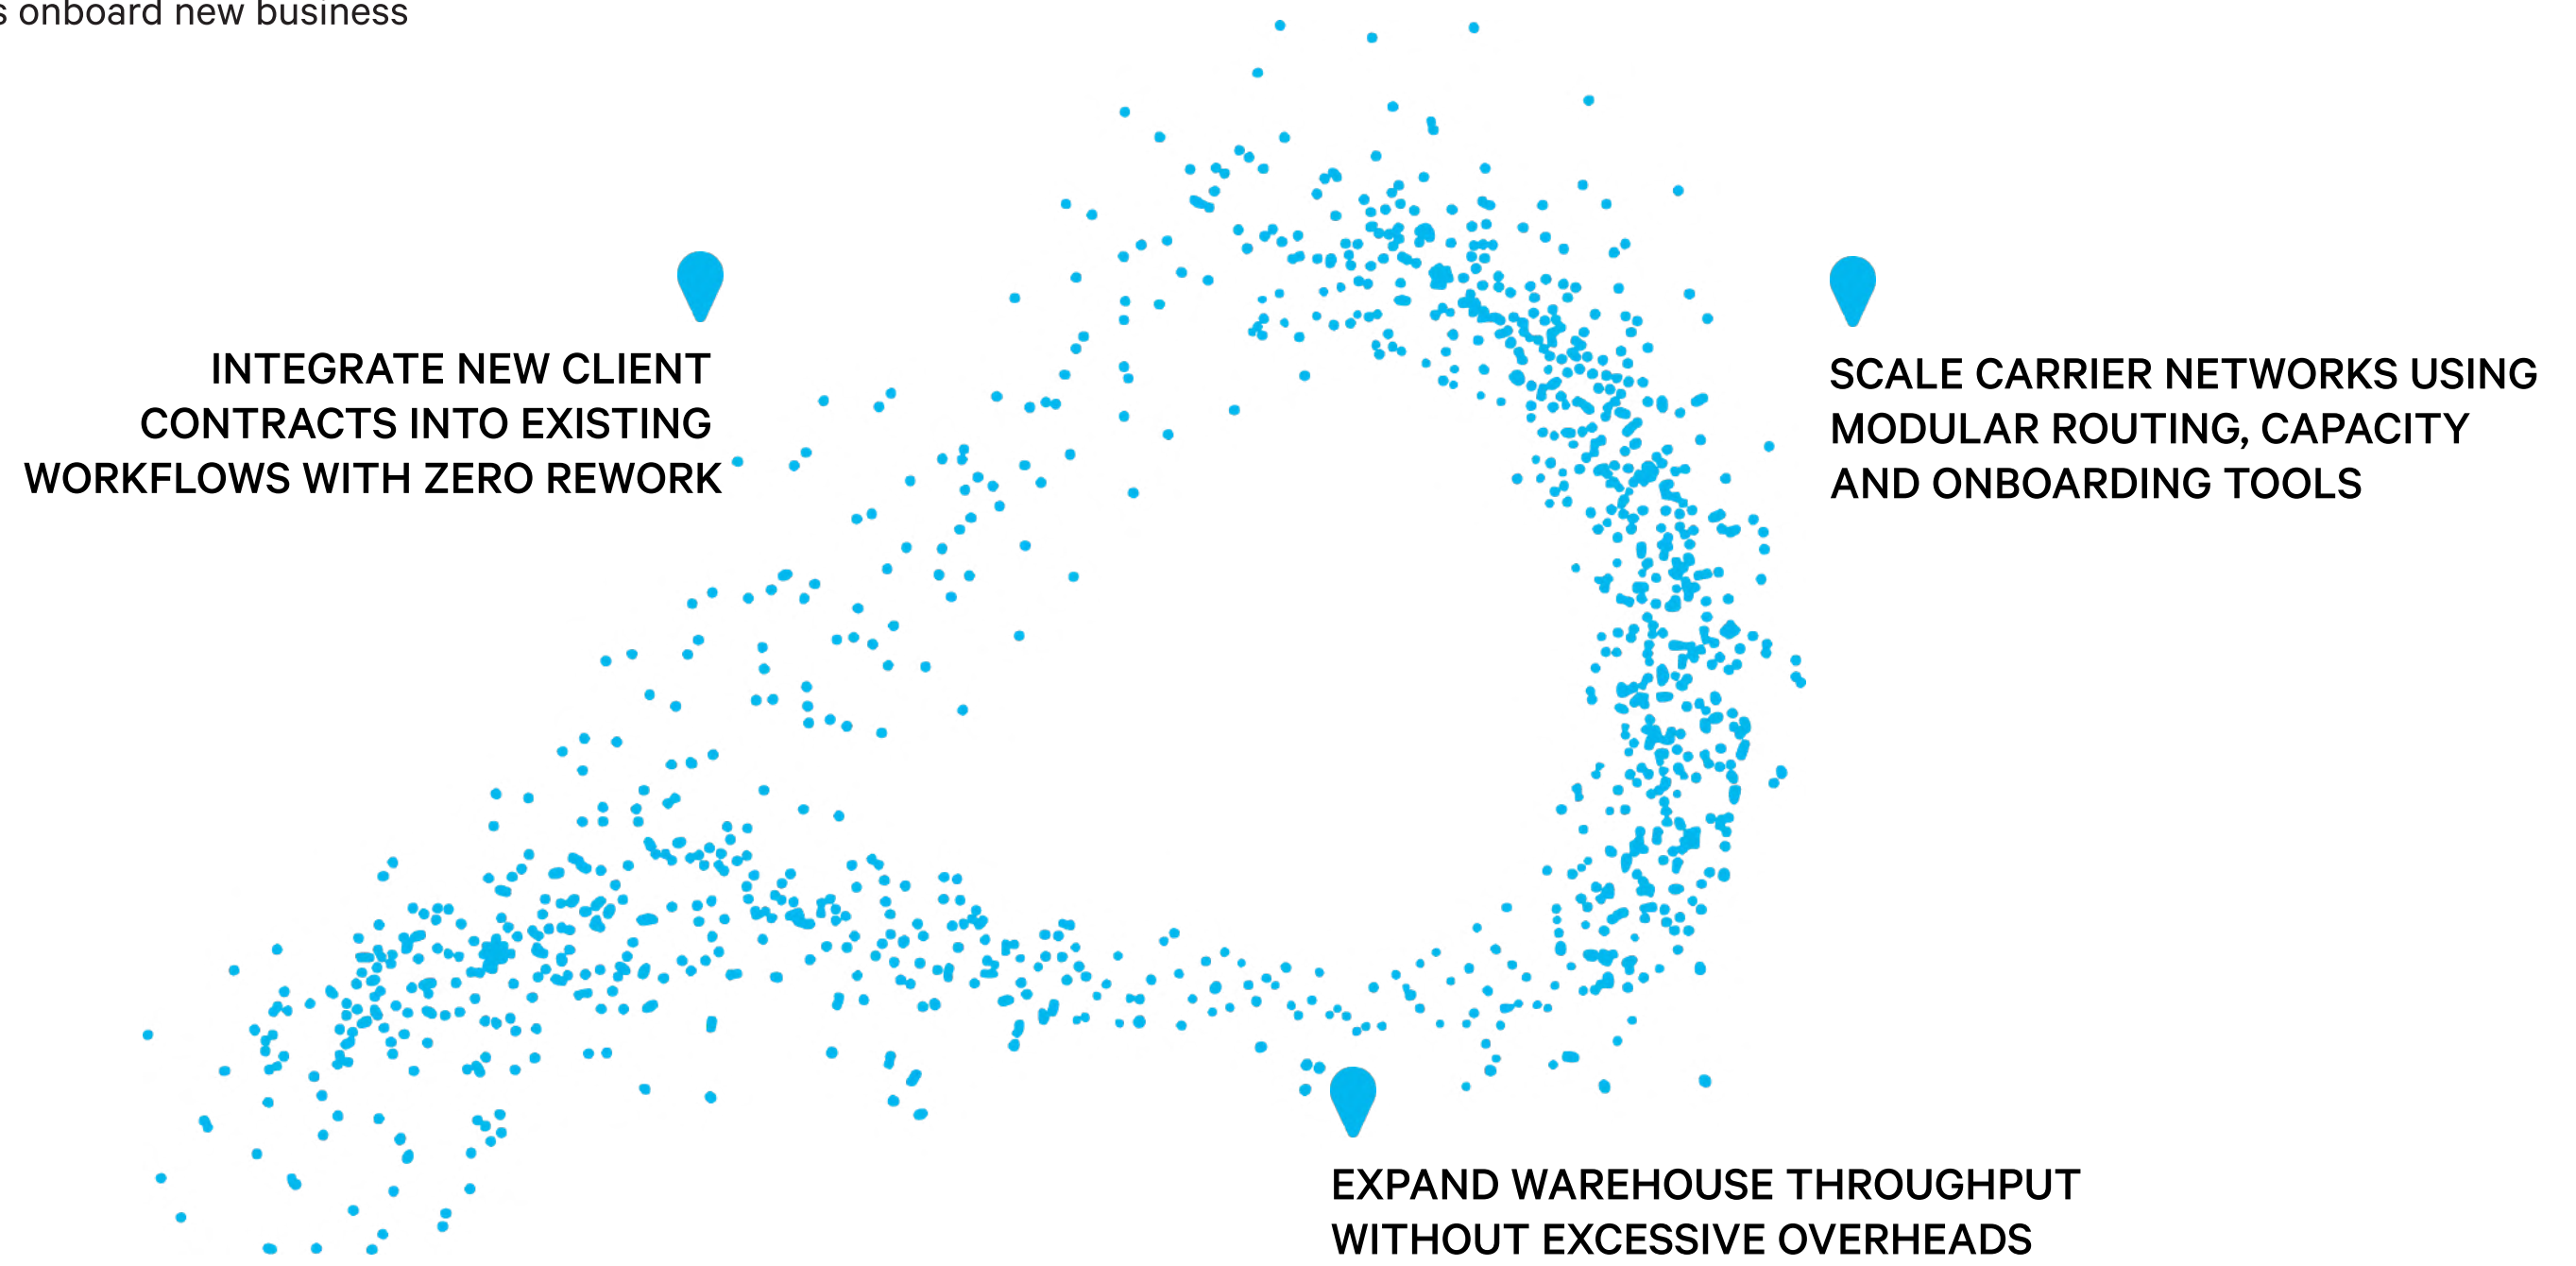 s onboard new business
INTEGRATE NEW CLIENT
CONTRACTS INTO EXISTING
WORKFLOWS WITH ZERO REWORK
SCALE CARRIER NETWORKS USING
MODULAR ROUTING, CAPACITY
AND ONBOARDING TOOLS
EXPAND WAREHOUSE THROUGHPUT
WITHOUT EXCESSIVE OVERHEADS